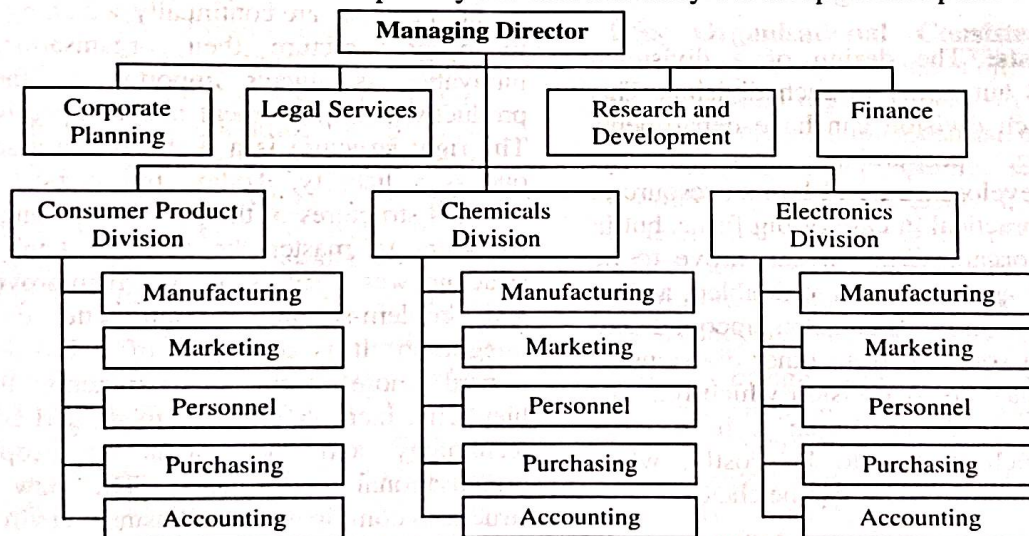 Managing Director
Corporate
Planning
Legal Services
Research and
Development
Finance
Consumer Product
Division
Chemicals
Division
Electronics
Division
Manufacturing
Manufacturing
Manufacturing
Marketing
Marketing
Marketing
Personnel
Personnel
Personnel
Purchasing
Purchasing
Purchasing
Accounting
Accounting
Accounting